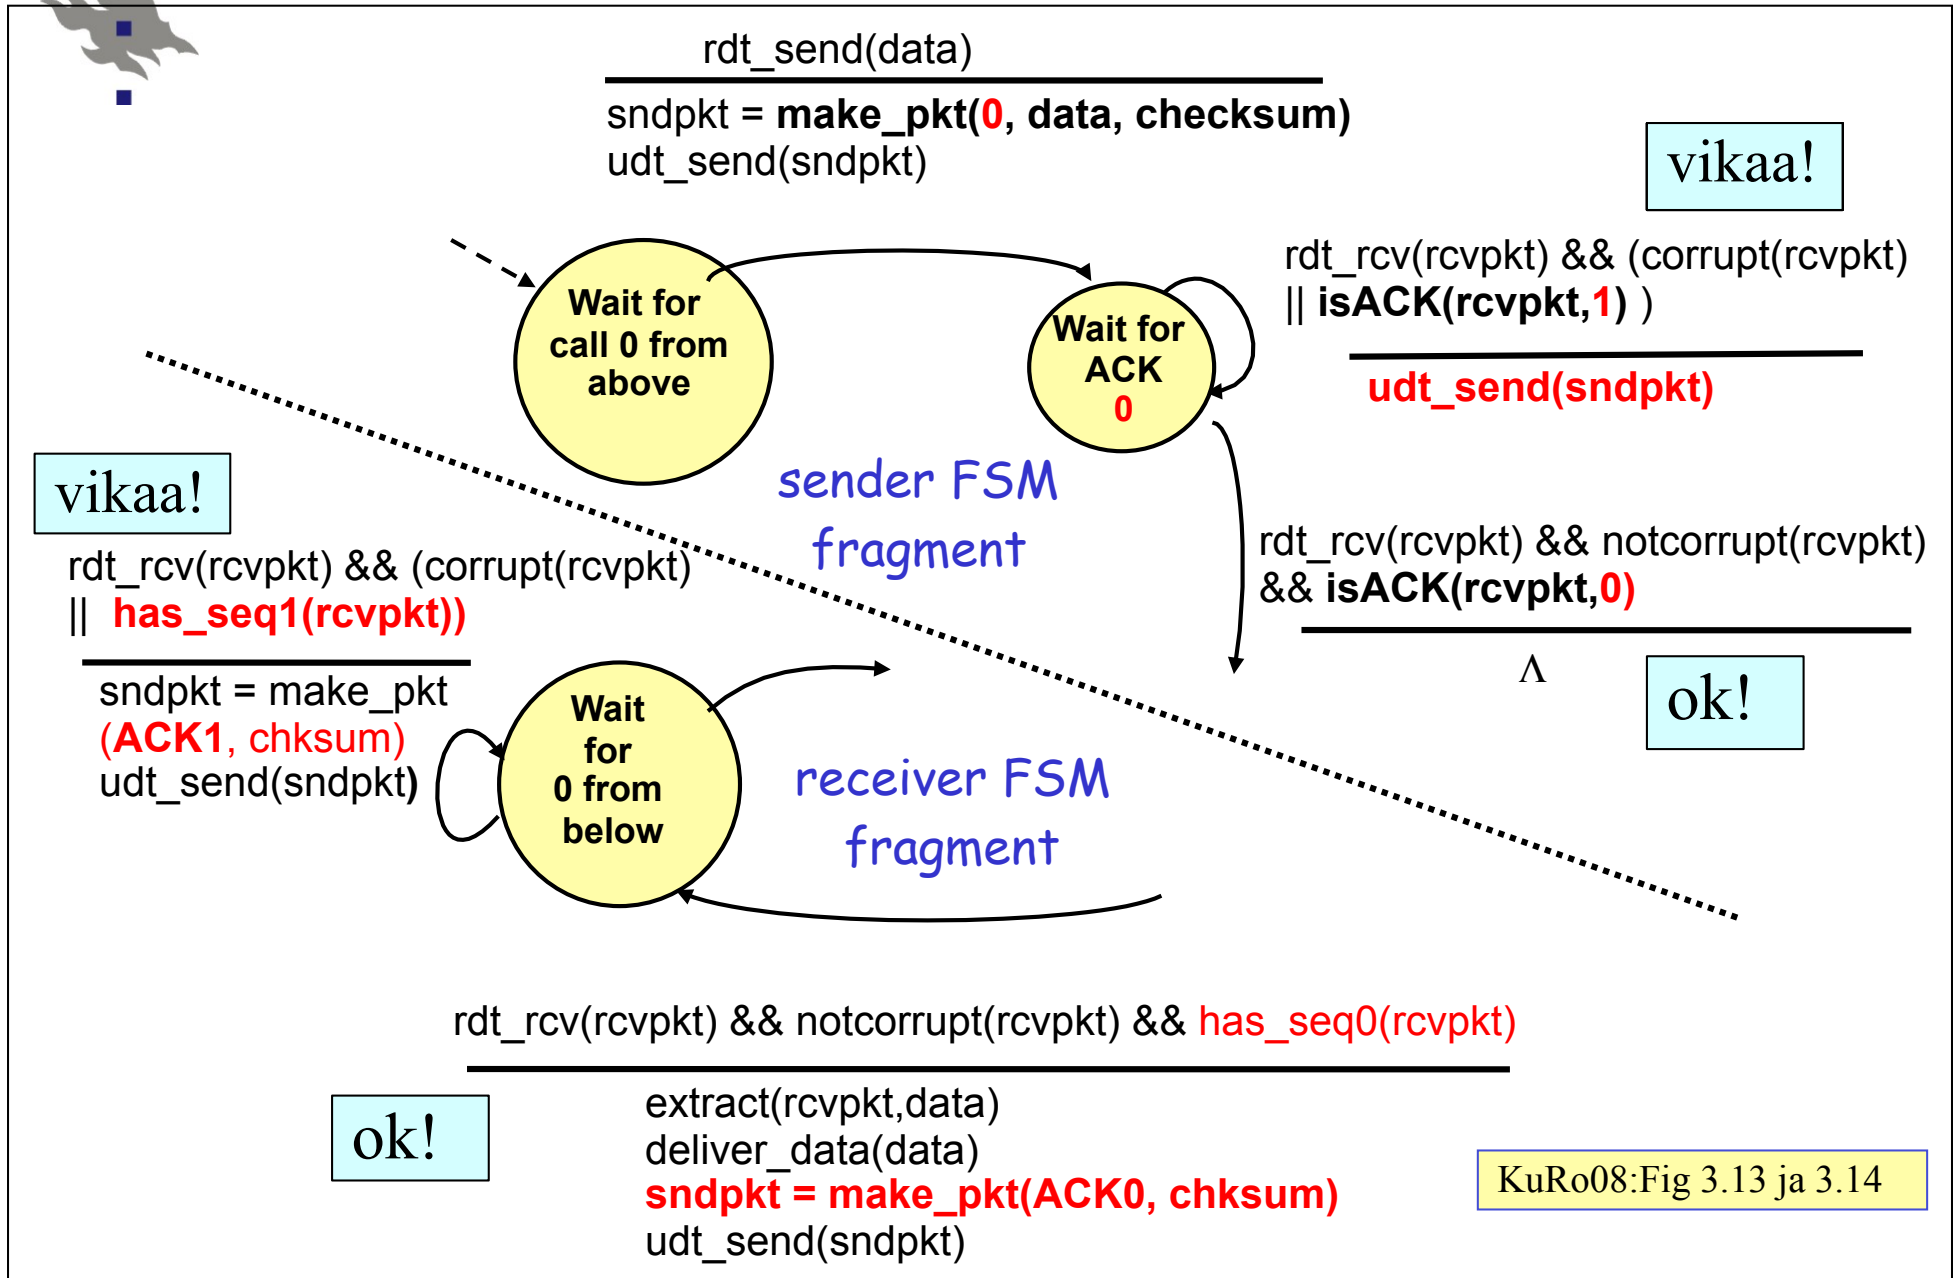 rdt_send(data)
sndpkt = make_pkt(0, data, checksum)
udt_send(sndpkt)
vikaa!
rdt_rcv(rcvpkt) && (corrupt(rcvpkt)
|| isACK(rcvpkt,1) )
udt_send(sndpkt)
Wait for
call 0 from
above
Wait for
ACK
0
sender FSM
fragment
rdt_rcv(rcvpkt) && notcorrupt(rcvpkt)
&& isACK(rcvpkt,0)
Λ
ok!
vikaa!
rdt_rcv(rcvpkt) && (corrupt(rcvpkt)
|| has_seq1(rcvpkt))
sndpkt = make_pkt
(ACK1, chksum)
udt_send(sndpkt)
Wait
for
0 from
below
receiver FSM
fragment
rdt_rcv(rcvpkt) && notcorrupt(rcvpkt) && has_seq0(rcvpkt)
ok!
extract(rcvpkt,data)
deliver_data(data)
sndpkt = make_pkt(ACK0, chksum)
udt_send(sndpkt)
KuRo08:Fig 3.13 ja 3.14